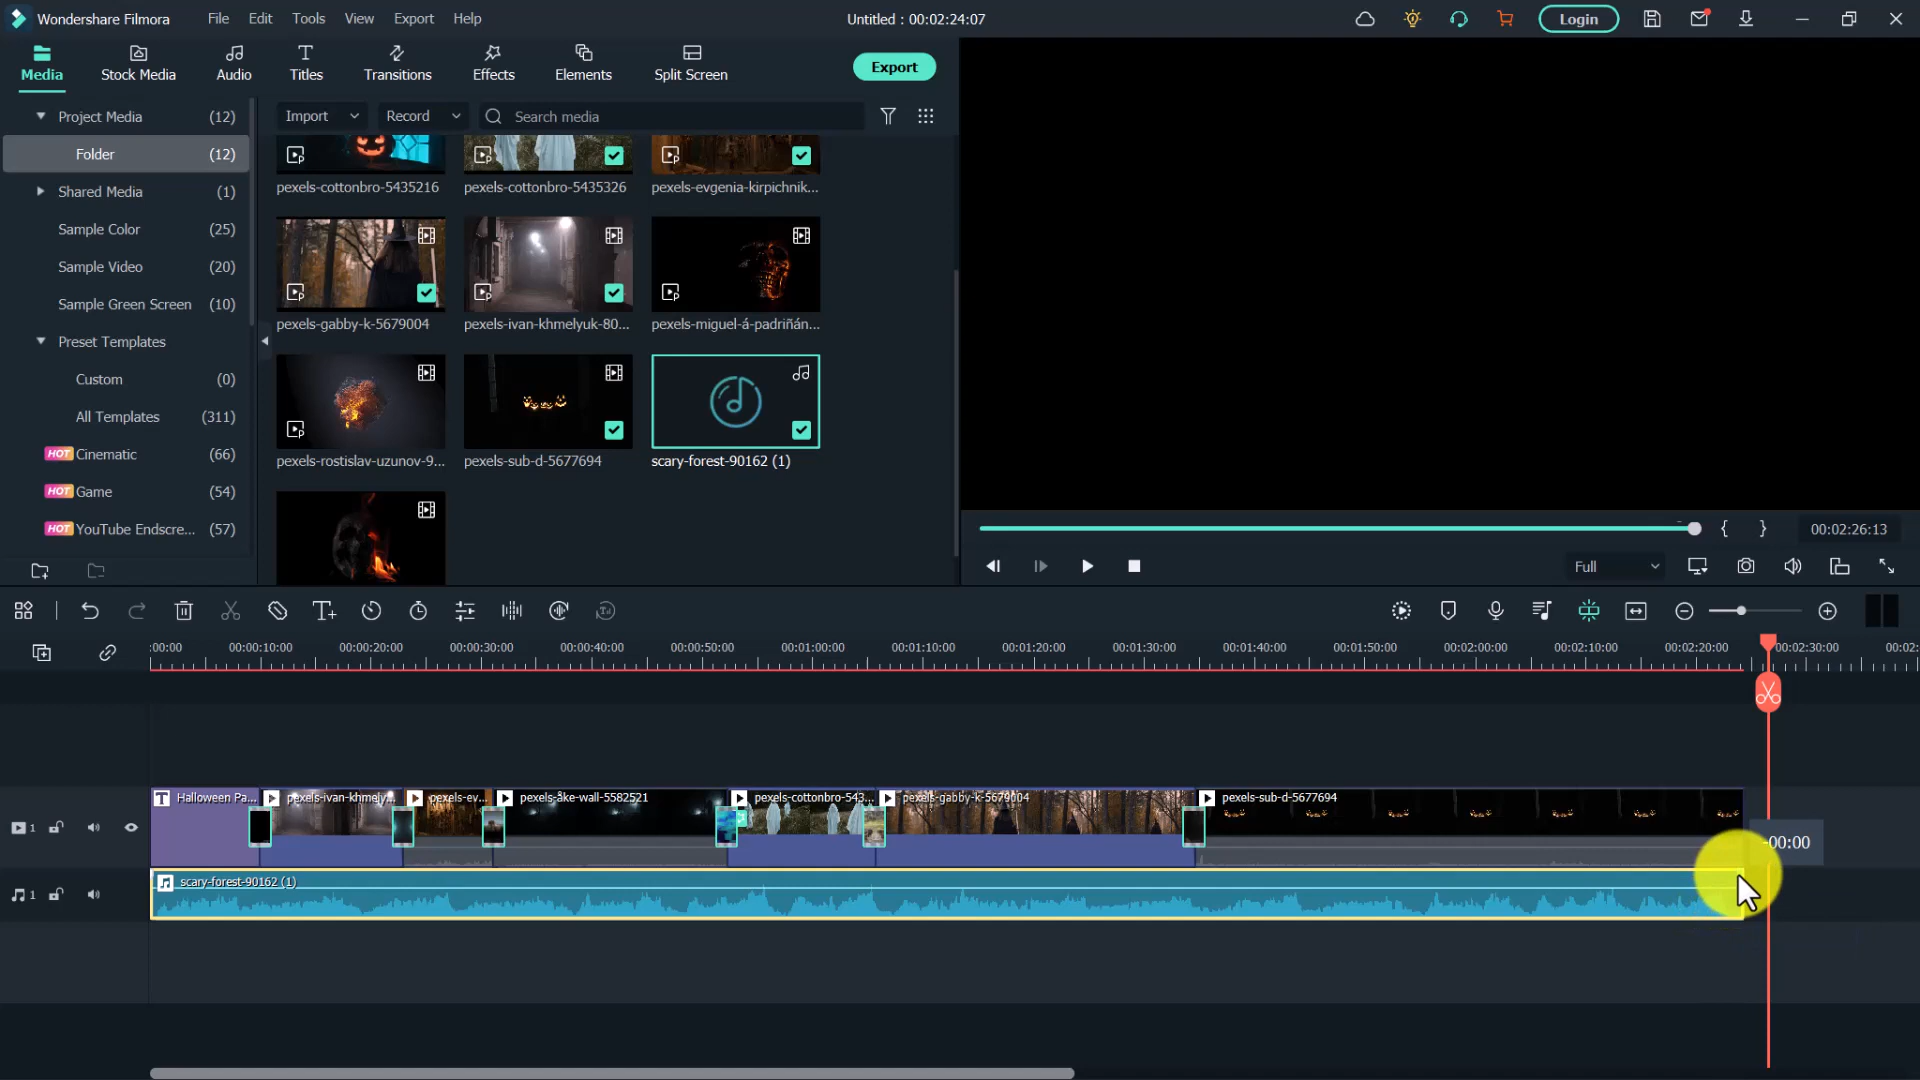 Wondershare Filmora
File
Edit
Tools
View
Export
Help
Untitled : 00:02:24:07
Login
Media
Stock Media
Audio
Titles
Transitions
Effects
Elements
Split Screen
Export
Project Media (12)
Folder (12)
Shared Media (1)
Sample Color (25)
Sample Video (20)
Sample Green Screen (10)
Preset Templates
Custom (0)
All Templates (311)
HOT Cinematic (66)
HOT Game (54)
HOT YouTube Endscre... (57)
Import
Record
Search media
pexels-cottonbro-5435216
pexels-cottonbro-5435326
pexels-evgenia-kirpichnik...
pexels-gabby-k-5679004
pexels-ivan-khmelyuk-80...
pexels-miguel-á-padriñán...
pexels-rostislav-uzunov-9...
pexels-sub-d-5677694
scary-forest-90162 (1)
{ }
00:02:26:13
Full
:00:00
00:00:10:00
00:00:20:00
00:00:30:00
00:00:40:00
00:00:50:00
00:01:00:00
00:01:10:00
00:01:20:00
00:01:30:00
00:01:40:00
00:01:50:00
00:02:00:00
00:02:10:00
00:02:20:00
00:02:30:00
00:02:
1
Halloween Pa...
pexels-ivan-khmely...
pexels-ev...
pexels-åke-wall-5582521
pexels-cottonbro-543...
pexels-gabby-k-5679004
pexels-sub-d-5677694
-00:00
1
scary-forest-90162 (1)